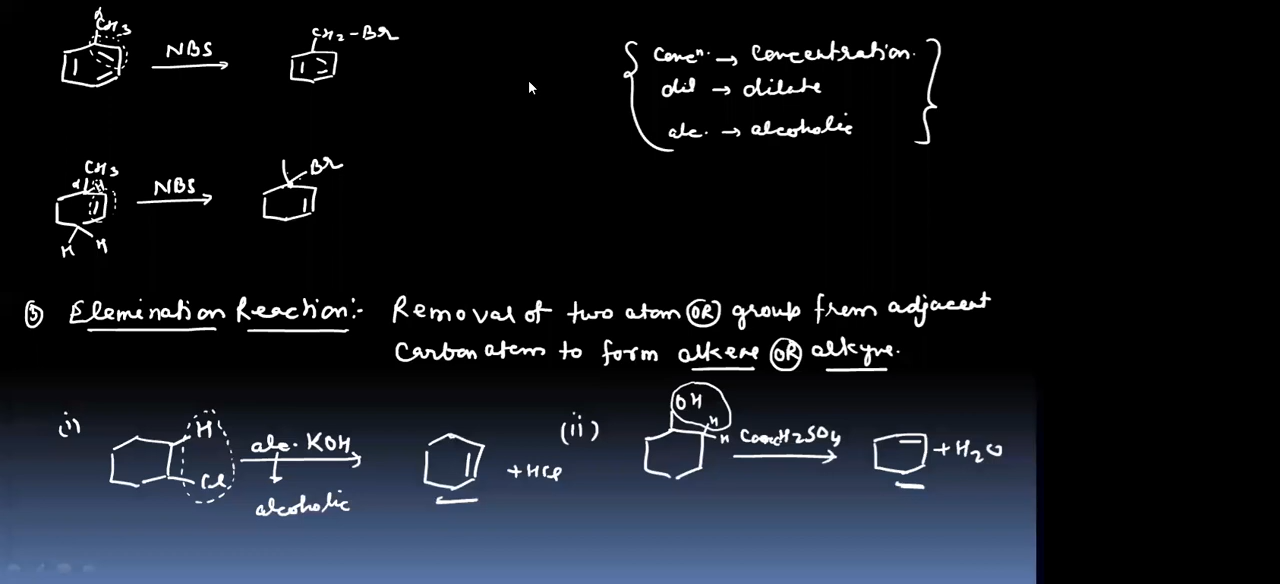 α
CH3
NBS
CH2-Br
concn. → concentration.
dil → dilate
alc. → alcoholic
CH3
α
NBS
Br
H H
③ Elemination Reaction:- Removal of two atom OR group from adjacent
Carbon atoms to form alkene OR alkyne.
(i)
H
Cl
alc. KOH
alcoholic
+HCl
(ii)
OH
H
H
Conc H2SO4
+H2O